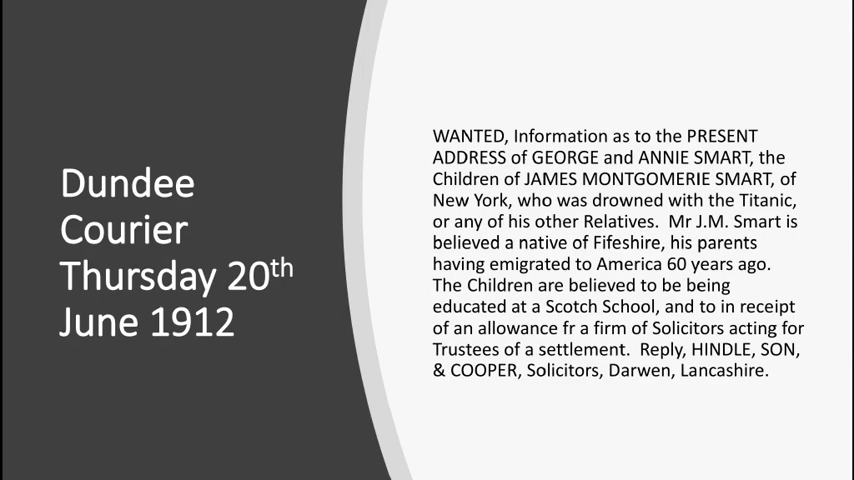 Dundee
Courier
Thursday 20th
June 1912
WANTED, Information as to the PRESENT
ADDRESS of GEORGE and ANNIE SMART, the
Children of JAMES MONTGOMERIE SMART, of
New York, who was drowned with the Titanic,
or any of his other Relatives. Mr J.M. Smart is
believed a native of Fifeshire, his parents
having emigrated to America 60 years ago.
The Children are believed to be being
educated at a Scotch School, and to in receipt
of an allowance fr a firm of Solicitors acting for
Trustees of a settlement. Reply, HINDLE, SON,
& COOPER, Solicitors, Darwen, Lancashire.